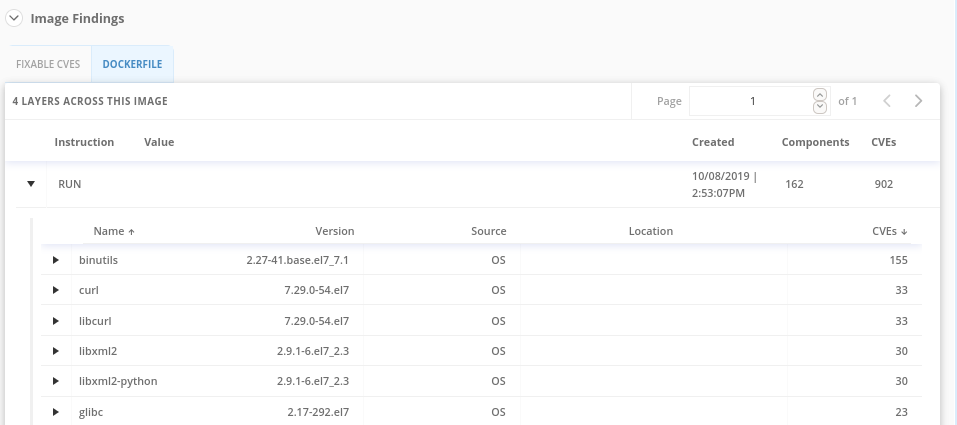 Image Findings
FIXABLE CVES DOCKERFILE
4 LAYERS ACROSS THIS IMAGE Page 1 of 1
Instruction Value Created Components CVEs
RUN 10/08/2019 | 2:53:07PM 162 902
Name ↑ Version Source Location CVEs ↓
binutils 2.27-41.base.el7_7.1 OS 155
curl 7.29.0-54.el7 OS 33
libcurl 7.29.0-54.el7 OS 33
libxml2 2.9.1-6.el7_2.3 OS 30
libxml2-python 2.9.1-6.el7_2.3 OS 30
glibc 2.17-292.el7 OS 23